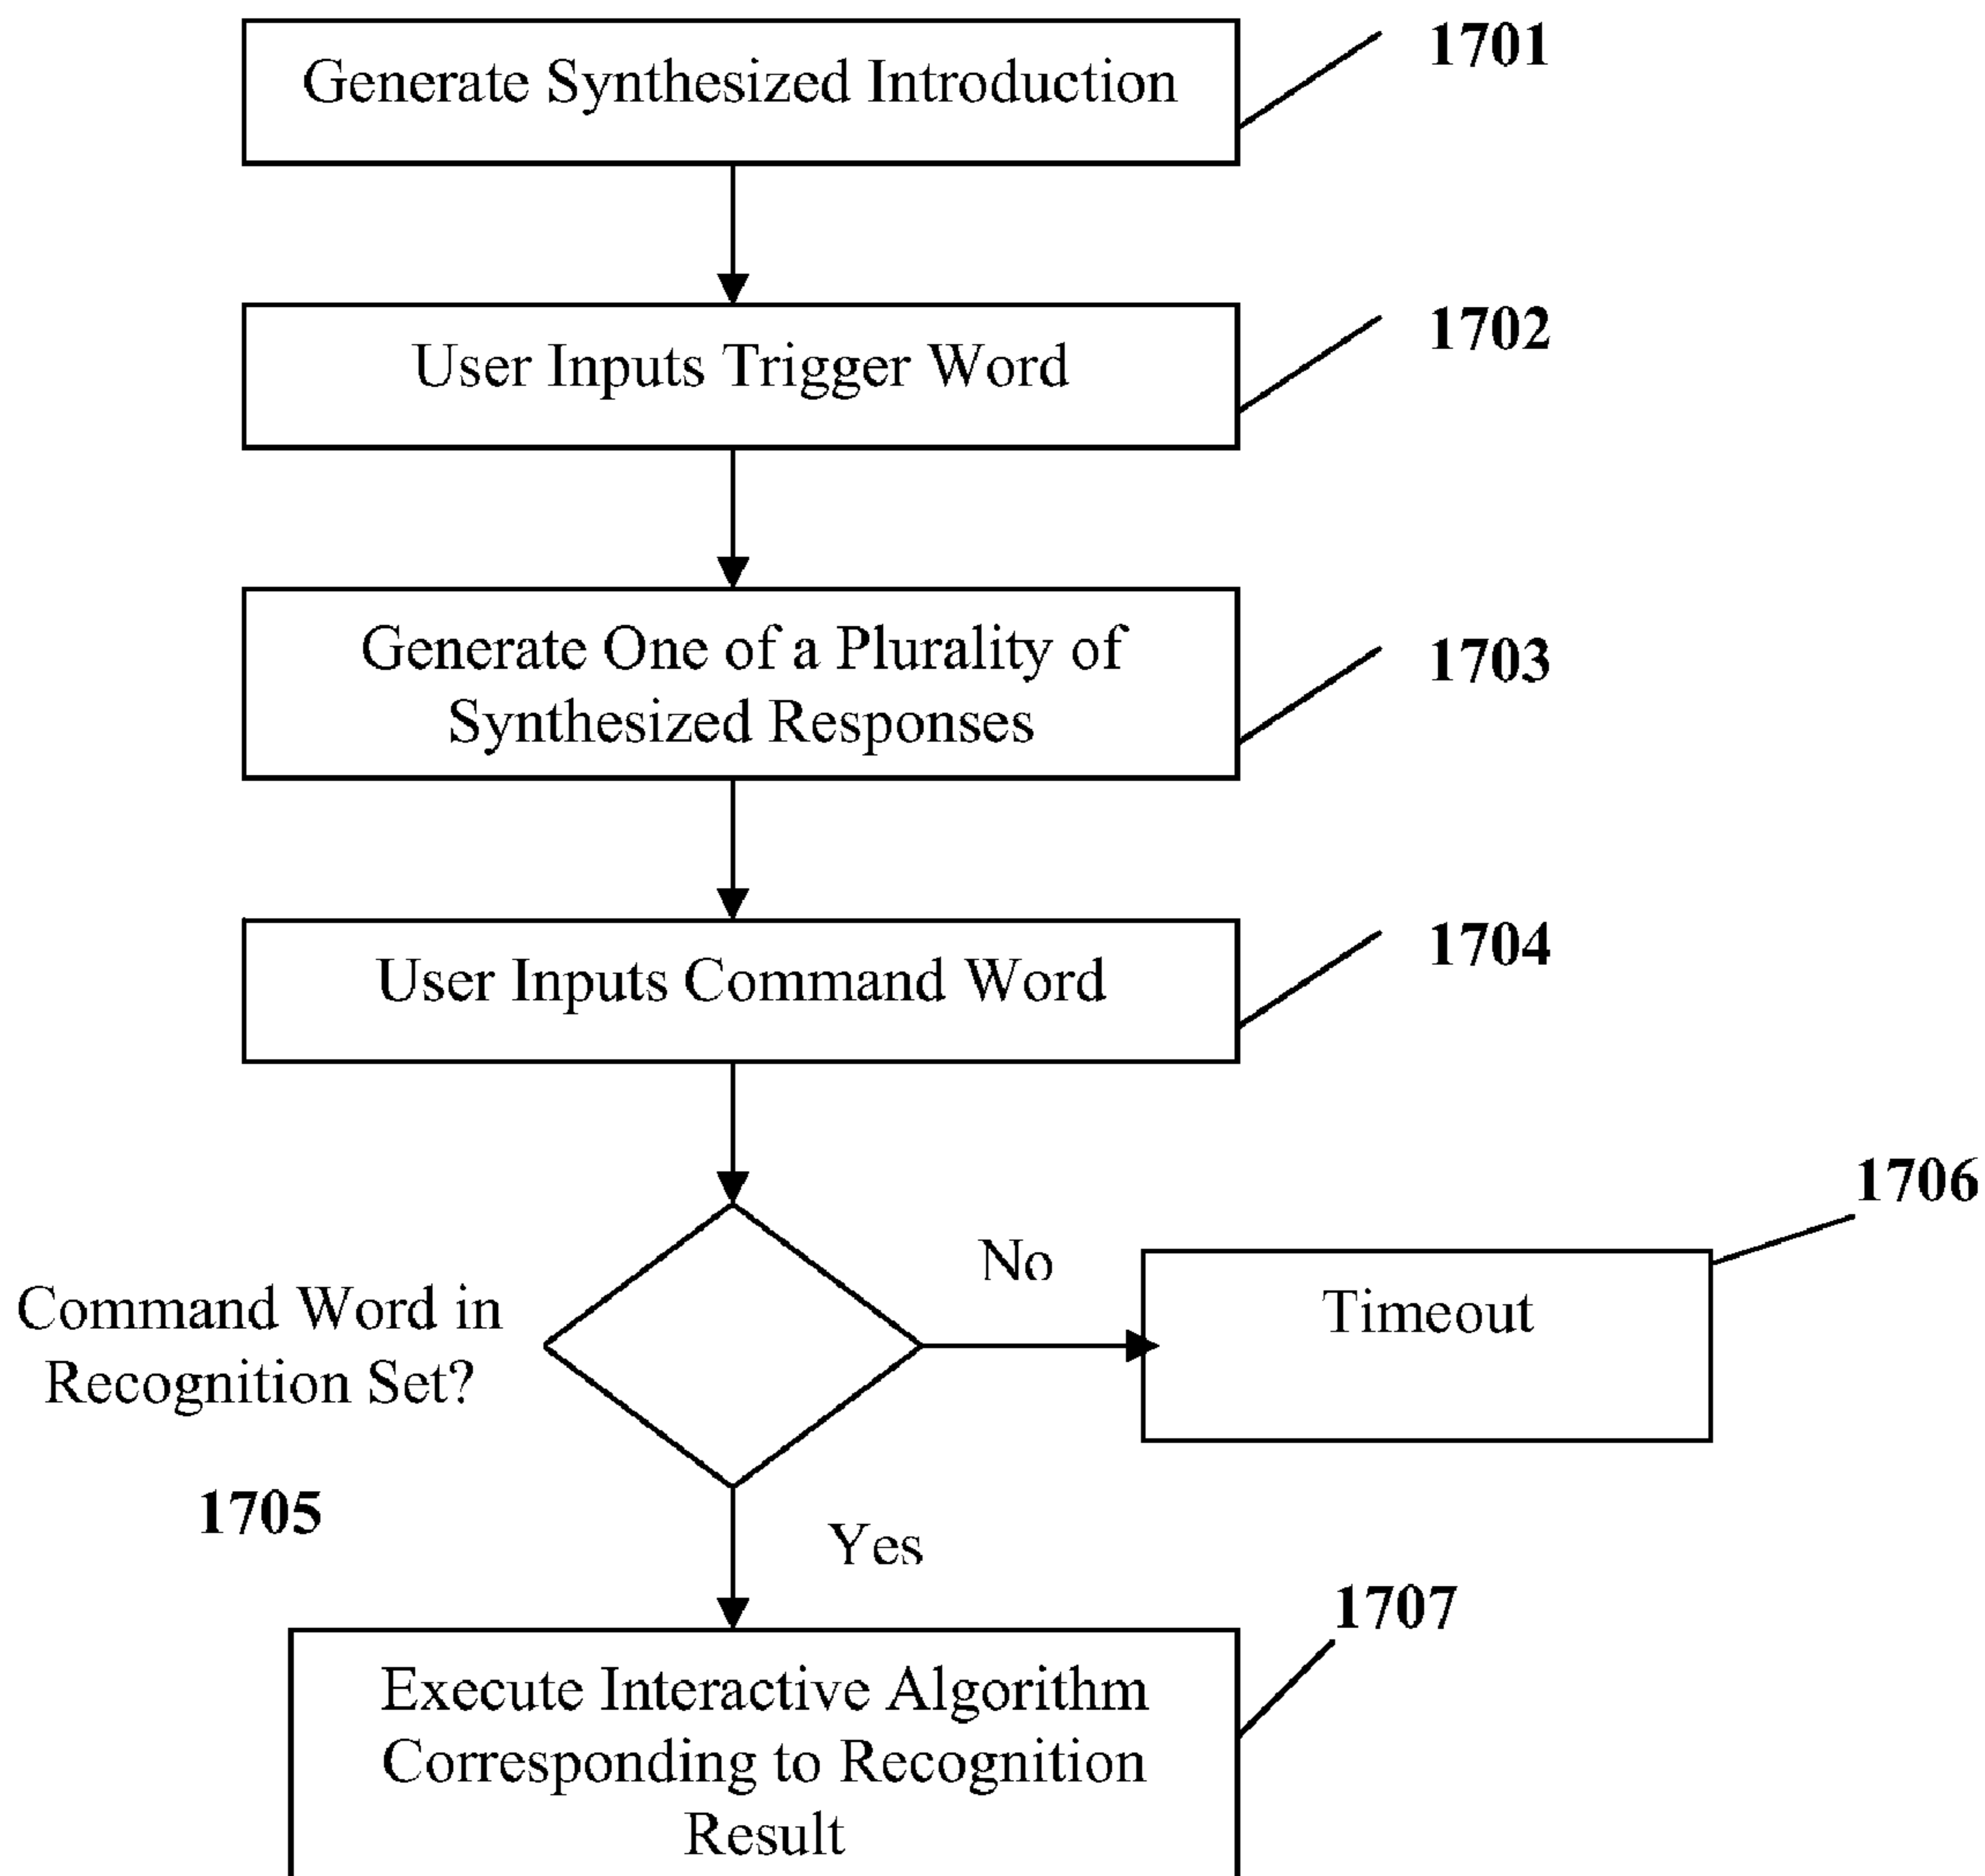 Generate Synthesized Introduction
1701
User Inputs Trigger Word
1702
Generate One of a Plurality of
Synthesized Responses
1703
User Inputs Command Word
1704
Command Word in
Recognition Set?
1705
No
Timeout
1706
Yes
Execute Interactive Algorithm
Corresponding to Recognition
Result
1707